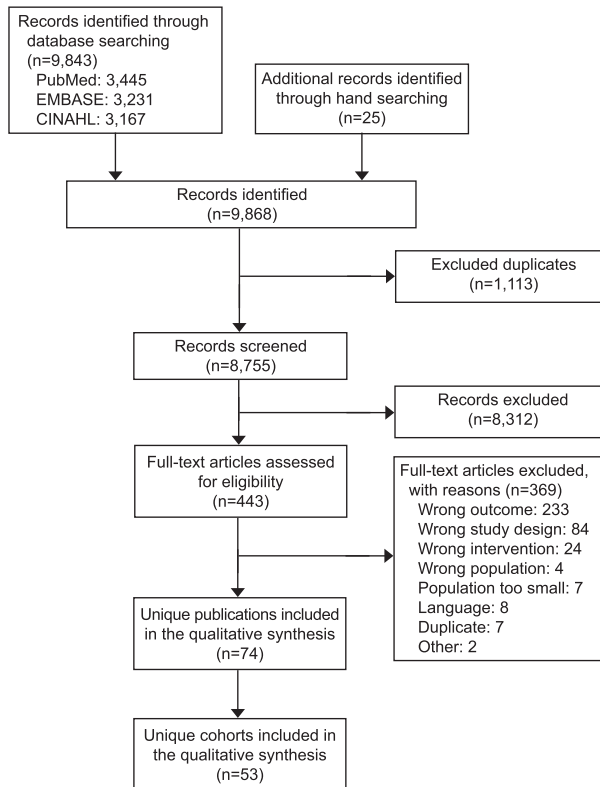 Records identified through
database searching
(n=9,843)
PubMed: 3,445
EMBASE: 3,231
CINAHL: 3,167
Additional records identified
through hand searching
(n=25)
Records identified
(n=9,868)
Excluded duplicates
(n=1,113)
Records screened
(n=8,755)
Records excluded
(n=8,312)
Full-text articles assessed
for eligibility
(n=443)
Full-text articles excluded,
with reasons (n=369)
Wrong outcome: 233
Wrong study design: 84
Wrong intervention: 24
Wrong population: 4
Population too small: 7
Language: 8
Duplicate: 7
Other: 2
Unique publications included
in the qualitative synthesis
(n=74)
Unique cohorts included in
the qualitative synthesis
(n=53)